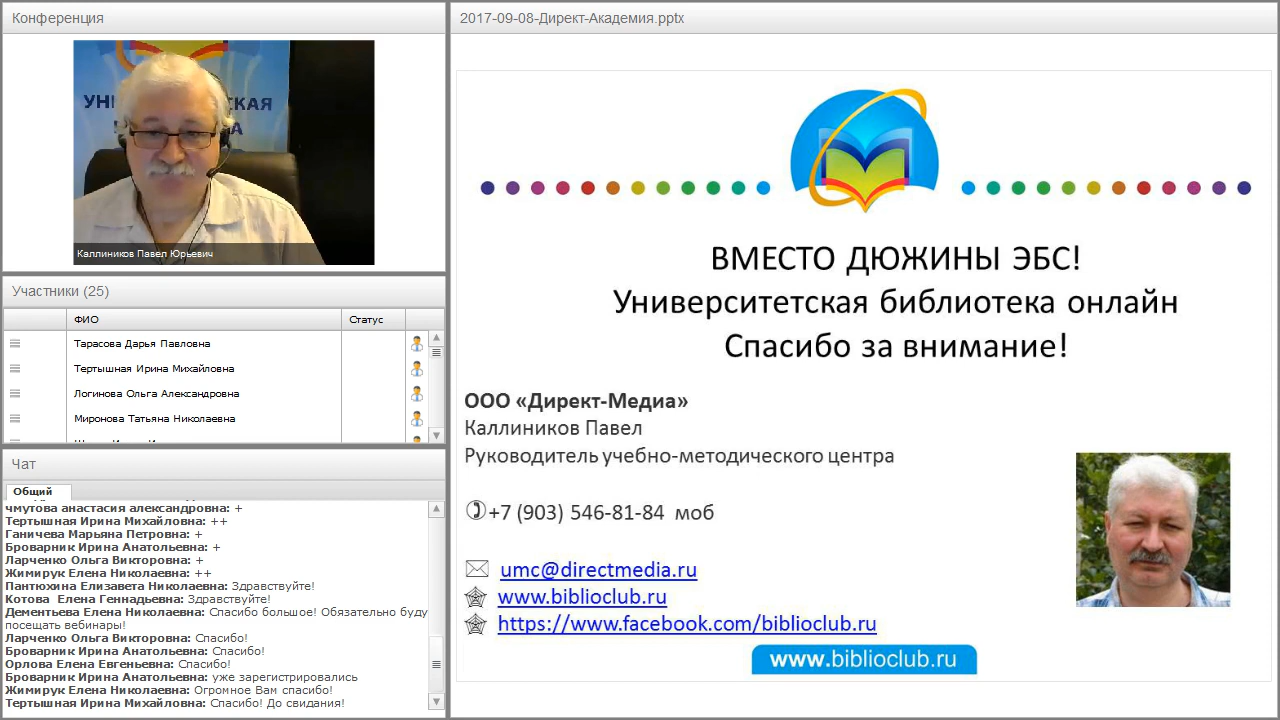 Конференция
УНИ
СКАЯ
А
Каллиников Павел Юрьевич
Участники (25)
ФИО Статус
Тарасова Дарья Павловна
Тертышная Ирина Михайловна
Логинова Ольга Александровна
Миронова Татьяна Николаевна
Чат
Общий
чмутова анастасия александровна: +
Тертышная Ирина Михайловна: ++
Ганичева Марьяна Петровна: +
Броварник Ирина Анатольевна: +
Ларченко Ольга Викторовна: +
Жимирук Елена Николаевна: ++
Пантюхина Елизавета Николаевна: Здравствуйте!
Котова Елена Геннадьевна: Здравствуйте!
Дементьева Елена Николаевна: Спасибо большое! Обязательно буду
посещать вебинары!
Ларченко Ольга Викторовна: Спасибо!
Броварник Ирина Анатольевна: Спасибо!
Орлова Елена Евгеньевна: Спасибо!
Броварник Ирина Анатольевна: уже зарегистрировались
Жимирук Елена Николаевна: Огромное Вам спасибо!
Тертышная Ирина Михайловна: Спасибо! До свидания!
2017-09-08-Директ-Академия.pptx
ВМЕСТО ДЮЖИНЫ ЭБС!
Университетская библиотека онлайн
Спасибо за внимание!
ООО «Директ-Медиа»
Каллиников Павел
Руководитель учебно-методического центра
+7 (903) 546-81-84 моб
umc@directmedia.ru
www.biblioclub.ru
https://www.facebook.com/biblioclub.ru
www.biblioclub.ru